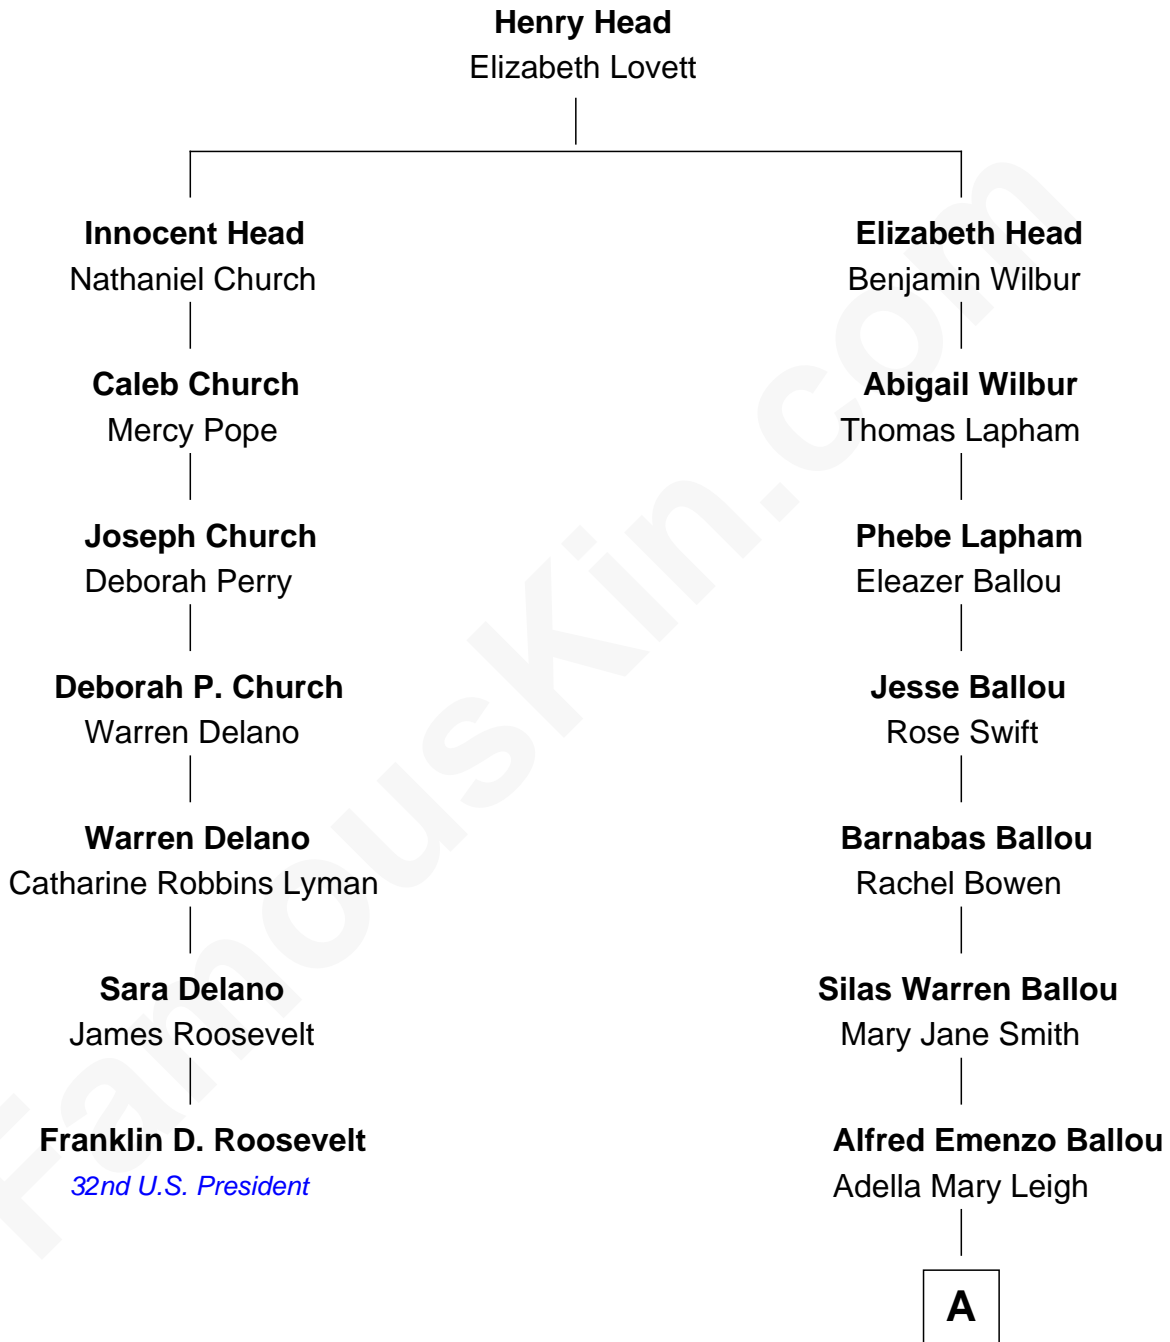 Henry Head
Elizabeth Lovett
Innocent Head
Nathaniel Church
Elizabeth Head
Benjamin Wilbur
Caleb Church
Mercy Pope
Abigail Wilbur
Thomas Lapham
Joseph Church
Deborah Perry
Phebe Lapham
Eleazer Ballou
Deborah P. Church
Warren Delano
Jesse Ballou
Rose Swift
Warren Delano
Catharine Robbins Lyman
Barnabas Ballou
Rachel Bowen
Sara Delano
James Roosevelt
Silas Warren Ballou
Mary Jane Smith
Franklin D. Roosevelt
32nd U.S. President
Alfred Emenzo Ballou
Adella Mary Leigh
A
FamousKin.com